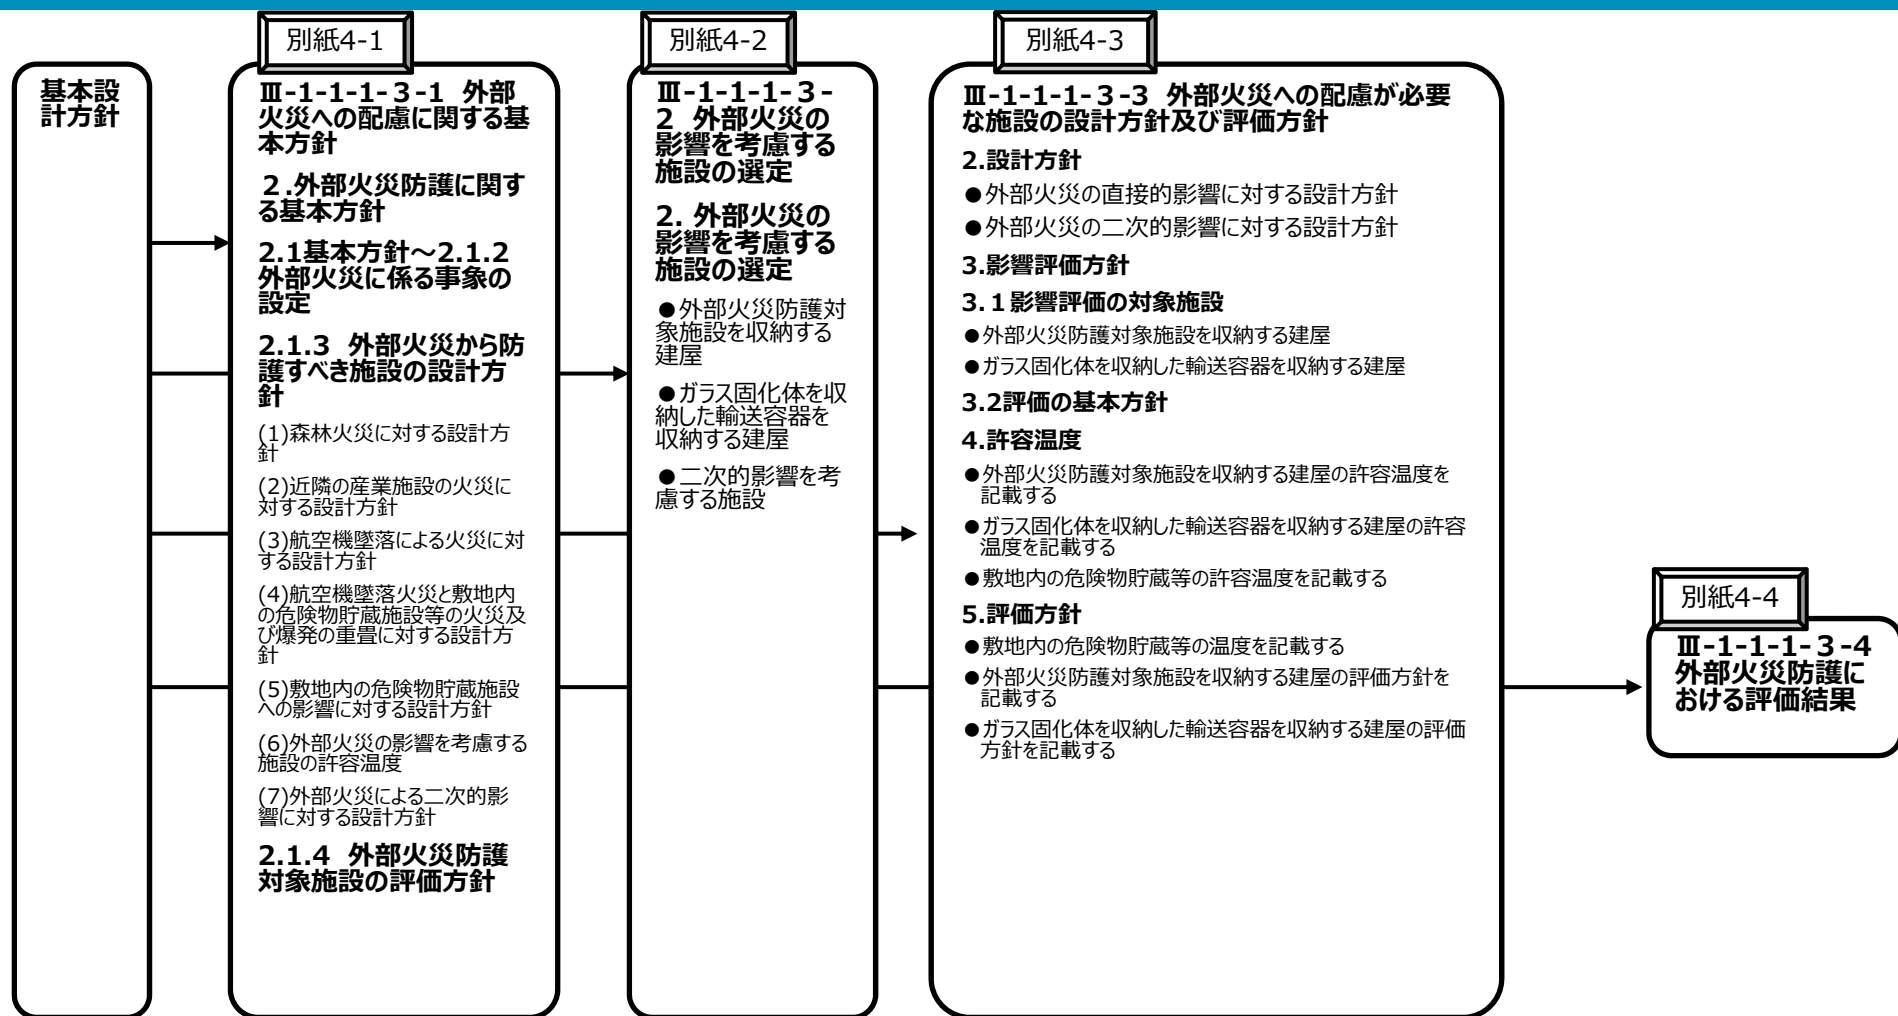 基本設
計方針
別紙4-1
Ⅲ-1-1-1-３-1 外部
火災への配慮に関する基
本方針
２.外部火災防護に関す
る基本方針
2.1基本方針～2.1.2
外部火災に係る事象の
設定
2.1.3 外部火災から防
護すべき施設の設計方
針
(1)森林火災に対する設計方
針
(2)近隣の産業施設の火災に
対する設計方針
(3)航空機墜落による火災に対
する設計方針
(4)航空機墜落火災と敷地内
の危険物貯蔵施設等の火災及
び爆発の重畳に対する設計方
針
(5)敷地内の危険物貯蔵施設
への影響に対する設計方針
(6)外部火災の影響を考慮する
施設の許容温度
(7)外部火災による二次的影
響に対する設計方針
2.1.4 外部火災防護
対象施設の評価方針
別紙4-2
Ⅲ-1-1-1-３-
2 外部火災の
影響を考慮する
施設の選定
2. 外部火災の
影響を考慮する
施設の選定
●外部火災防護対
象施設を収納する
建屋
●ガラス固化体を収
納した輸送容器を
収納する建屋
●二次的影響を考
慮する施設
別紙4-3
Ⅲ-1-1-1-３-3 外部火災への配慮が必要
な施設の設計方針及び評価方針
2.設計方針
●外部火災の直接的影響に対する設計方針
●外部火災の二次的影響に対する設計方針
3.影響評価方針
3.１影響評価の対象施設
●外部火災防護対象施設を収納する建屋
●ガラス固化体を収納した輸送容器を収納する建屋
3.2評価の基本方針
4.許容温度
●外部火災防護対象施設を収納する建屋の許容温度を
記載する
●ガラス固化体を収納した輸送容器を収納する建屋の許容
温度を記載する
●敷地内の危険物貯蔵等の許容温度を記載する
5.評価方針
●敷地内の危険物貯蔵等の温度を記載する
●外部火災防護対象施設を収納する建屋の評価方針を
記載する
●ガラス固化体を収納した輸送容器を収納する建屋の評価
方針を記載する
別紙4-4
Ⅲ-1-1-1-３-4
外部火災防護に
おける評価結果